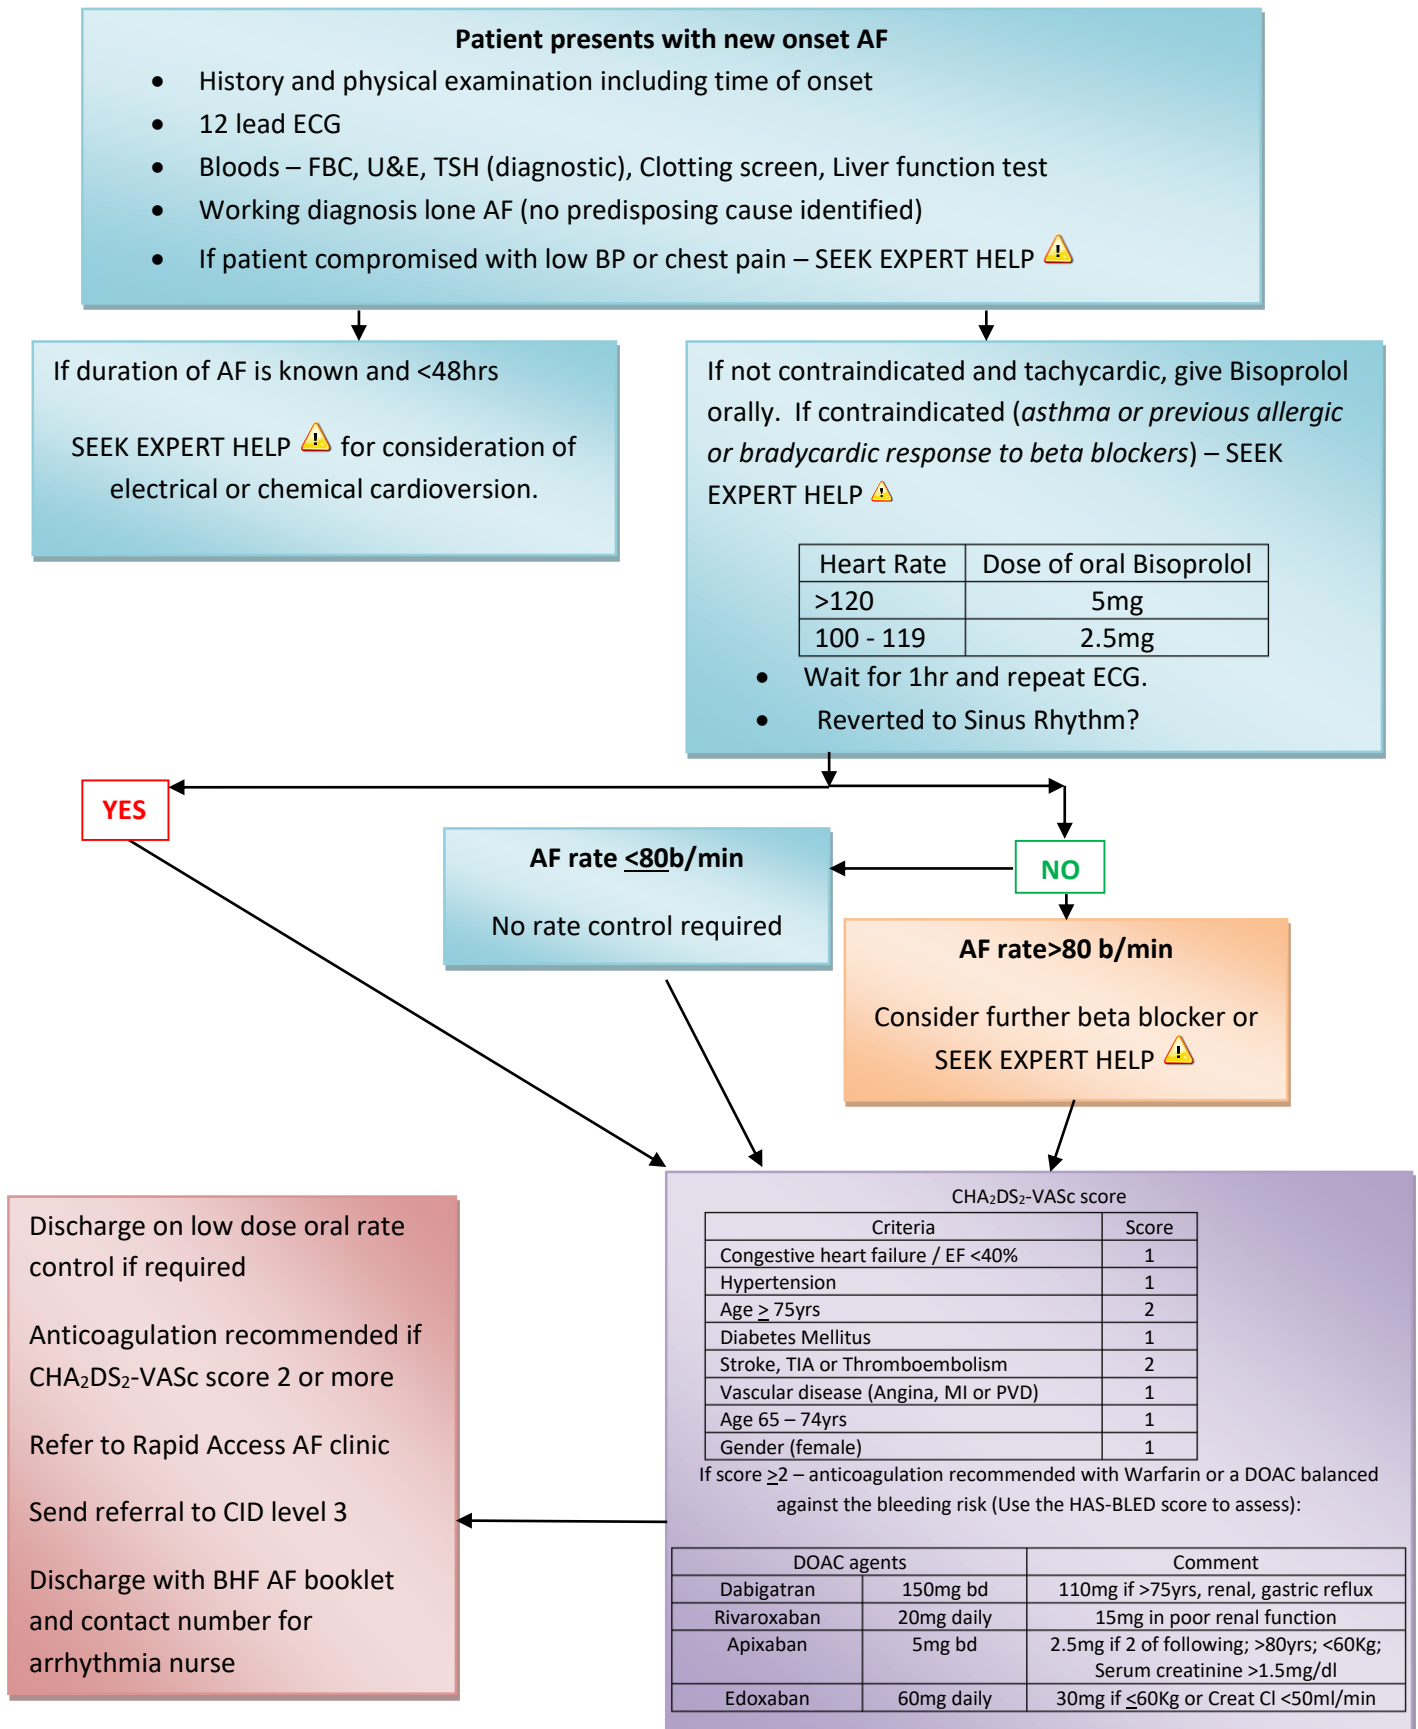 Patient presents with new onset AF
• History and physical examination including time of onset
• 12 lead ECG
• Bloods – FBC, U&E, TSH (diagnostic), Clotting screen, Liver function test
• Working diagnosis lone AF (no predisposing cause identified)
• If patient compromised with low BP or chest pain – SEEK EXPERT HELP
If duration of AF is known and <48hrs
SEEK EXPERT HELP for consideration of
electrical or chemical cardioversion.
If not contraindicated and tachycardic, give Bisoprolol
orally. If contraindicated (asthma or previous allergic
or bradycardic response to beta blockers) – SEEK
EXPERT HELP
Heart Rate Dose of oral Bisoprolol
>120 5mg
100 - 119 2.5mg
• Wait for 1hr and repeat ECG.
• Reverted to Sinus Rhythm?
YES
NO
AF rate <80b/min
No rate control required
AF rate>80 b/min
Consider further beta blocker or
SEEK EXPERT HELP
CHA2DS2-VASc score
Criteria Score
Congestive heart failure / EF <40% 1
Hypertension 1
Age ≥ 75yrs 2
Diabetes Mellitus 1
Stroke, TIA or Thromboembolism 2
Vascular disease (Angina, MI or PVD) 1
Age 65 – 74yrs 1
Gender (female) 1
If score ≥2 – anticoagulation recommended with Warfarin or a DOAC balanced
against the bleeding risk (Use the HAS-BLED score to assess):
DOAC agents Comment
Dabigatran 150mg bd 110mg if >75yrs, renal, gastric reflux
Rivaroxaban 20mg daily 15mg in poor renal function
Apixaban 5mg bd 2.5mg if 2 of following; >80yrs; <60Kg;
Serum creatinine >1.5mg/dl
Edoxaban 60mg daily 30mg if ≤60Kg or Creat Cl <50ml/min
Discharge on low dose oral rate
control if required
Anticoagulation recommended if
CHA2DS2-VASc score 2 or more
Refer to Rapid Access AF clinic
Send referral to CID level 3
Discharge with BHF AF booklet
and contact number for
arrhythmia nurse